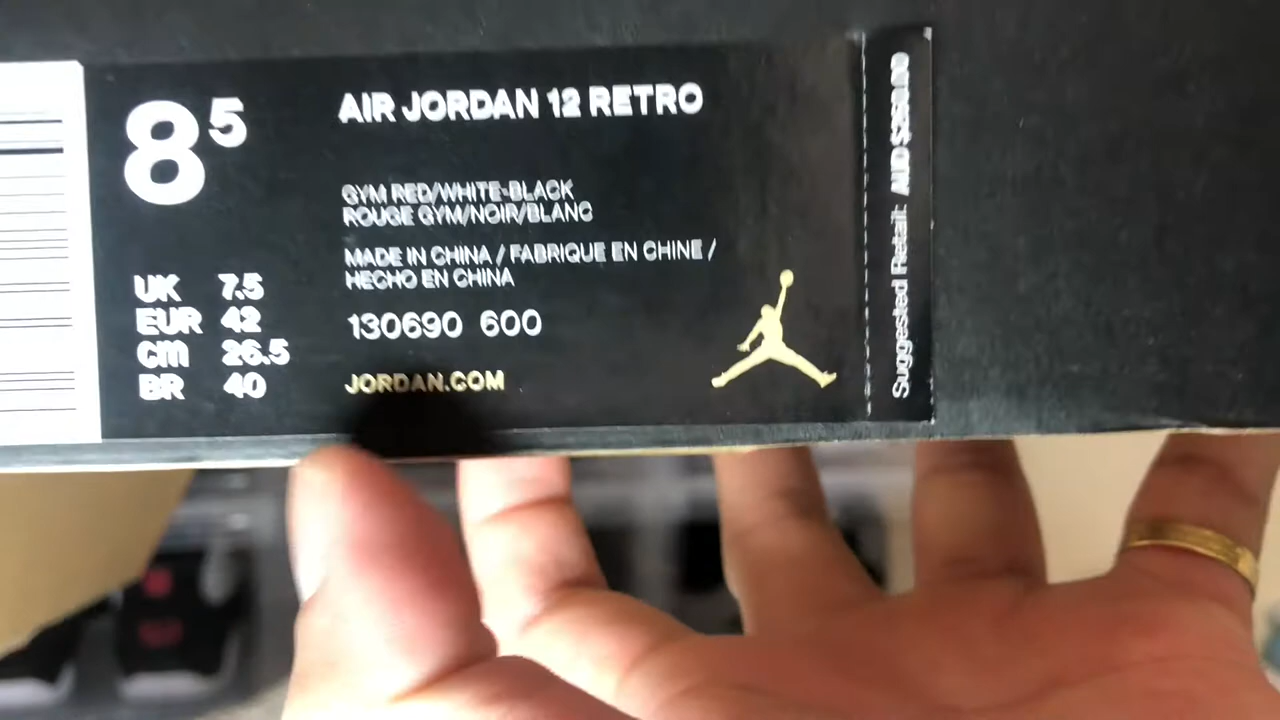 8⁵
AIR JORDAN 12 RETRO
GYM RED/WHITE-BLACK
ROUGE GYM/NOIR/BLANC
MADE IN CHINA / FABRIQUE EN CHINE /
HECHO EN CHINA
UK 7.5
EUR 42
cm 26.5
BR 40
130690 600
JORDAN.COM
Suggested Retail: AUD